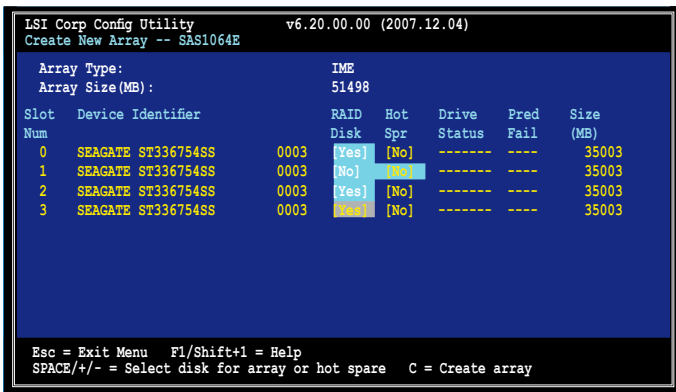 LSI Corp Config Utility v6.20.00.00 (2007.12.04)
Create New Array -- SAS1064E
Array Type: IME
Array Size(MB): 51498
Slot Device Identifier RAID Hot Drive Pred Size
Num Disk Spr Status Fail (MB)
0 SEAGATE ST336754SS 0003 [Yes] [No] ------- ---- 35003
1 SEAGATE ST336754SS 0003 [No] [No] ------- ---- 35003
2 SEAGATE ST336754SS 0003 [Yes] [No] ------- ---- 35003
3 SEAGATE ST336754SS 0003 [Yes] [No] ------- ---- 35003
Esc = Exit Menu F1/Shift+1 = Help
SPACE/+/- = Select disk for array or hot spare C = Create array